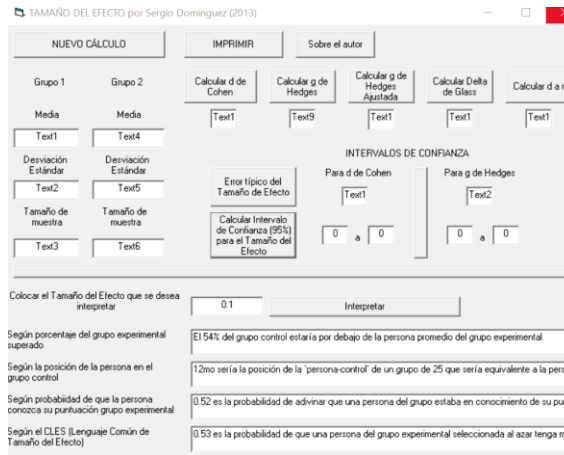 TAMAÑO DEL EFECTO por Sergio Dominguez (2013)
NUEVO CÁLCULO
IMPRIMIR
Sobre el autor
Grupo 1
Grupo 2
Calcular d de
Cohen
Calcular g de
Hedges
Calcular g de
Hedges
Ajustada
Calcular Delta
de Glass
Calcular d a r
Media
Media
Text1
Text9
Text1
Text1
Text1
Text1
Text4
Desviación
Estándar
Desviación
Estándar
Text2
Text5
Tamaño de
muestra
Tamaño de
muestra
Text3
Text6
INTERVALOS DE CONFIANZA
Error típico del
Tamaño de Efecto
Para d de Cohen
Text1
Para g de Hedges
Text2
Calcular Intervalo
de Confianza (95%)
para el Tamaño del
Efecto
0 a 0
0 a 0
Colocar el Tamaño del Efecto que se desea
interpretar
0.1
Interpretar
Según porcentaje del grupo experimental
superado
El 54% del grupo control estaría por debajo de la persona promedio del grupo experimental
Según la posición de la persona en el
grupo control
12mo sería la posición de la 'persona-control' de un grupo de 25 que sería equivalente a la pers
Según probabiidad de que la persona
conozca su puntuación grupo experimental
0.52 es la probabilidad de adivinar que una persona del grupo estaba en conocimiento de su pu
Según el CLES (Lenguaje Común de
Tamaño del Efecto)
0.53 es la probabilidad de que una persona del grupo experimental seleccionada al azar tenga m